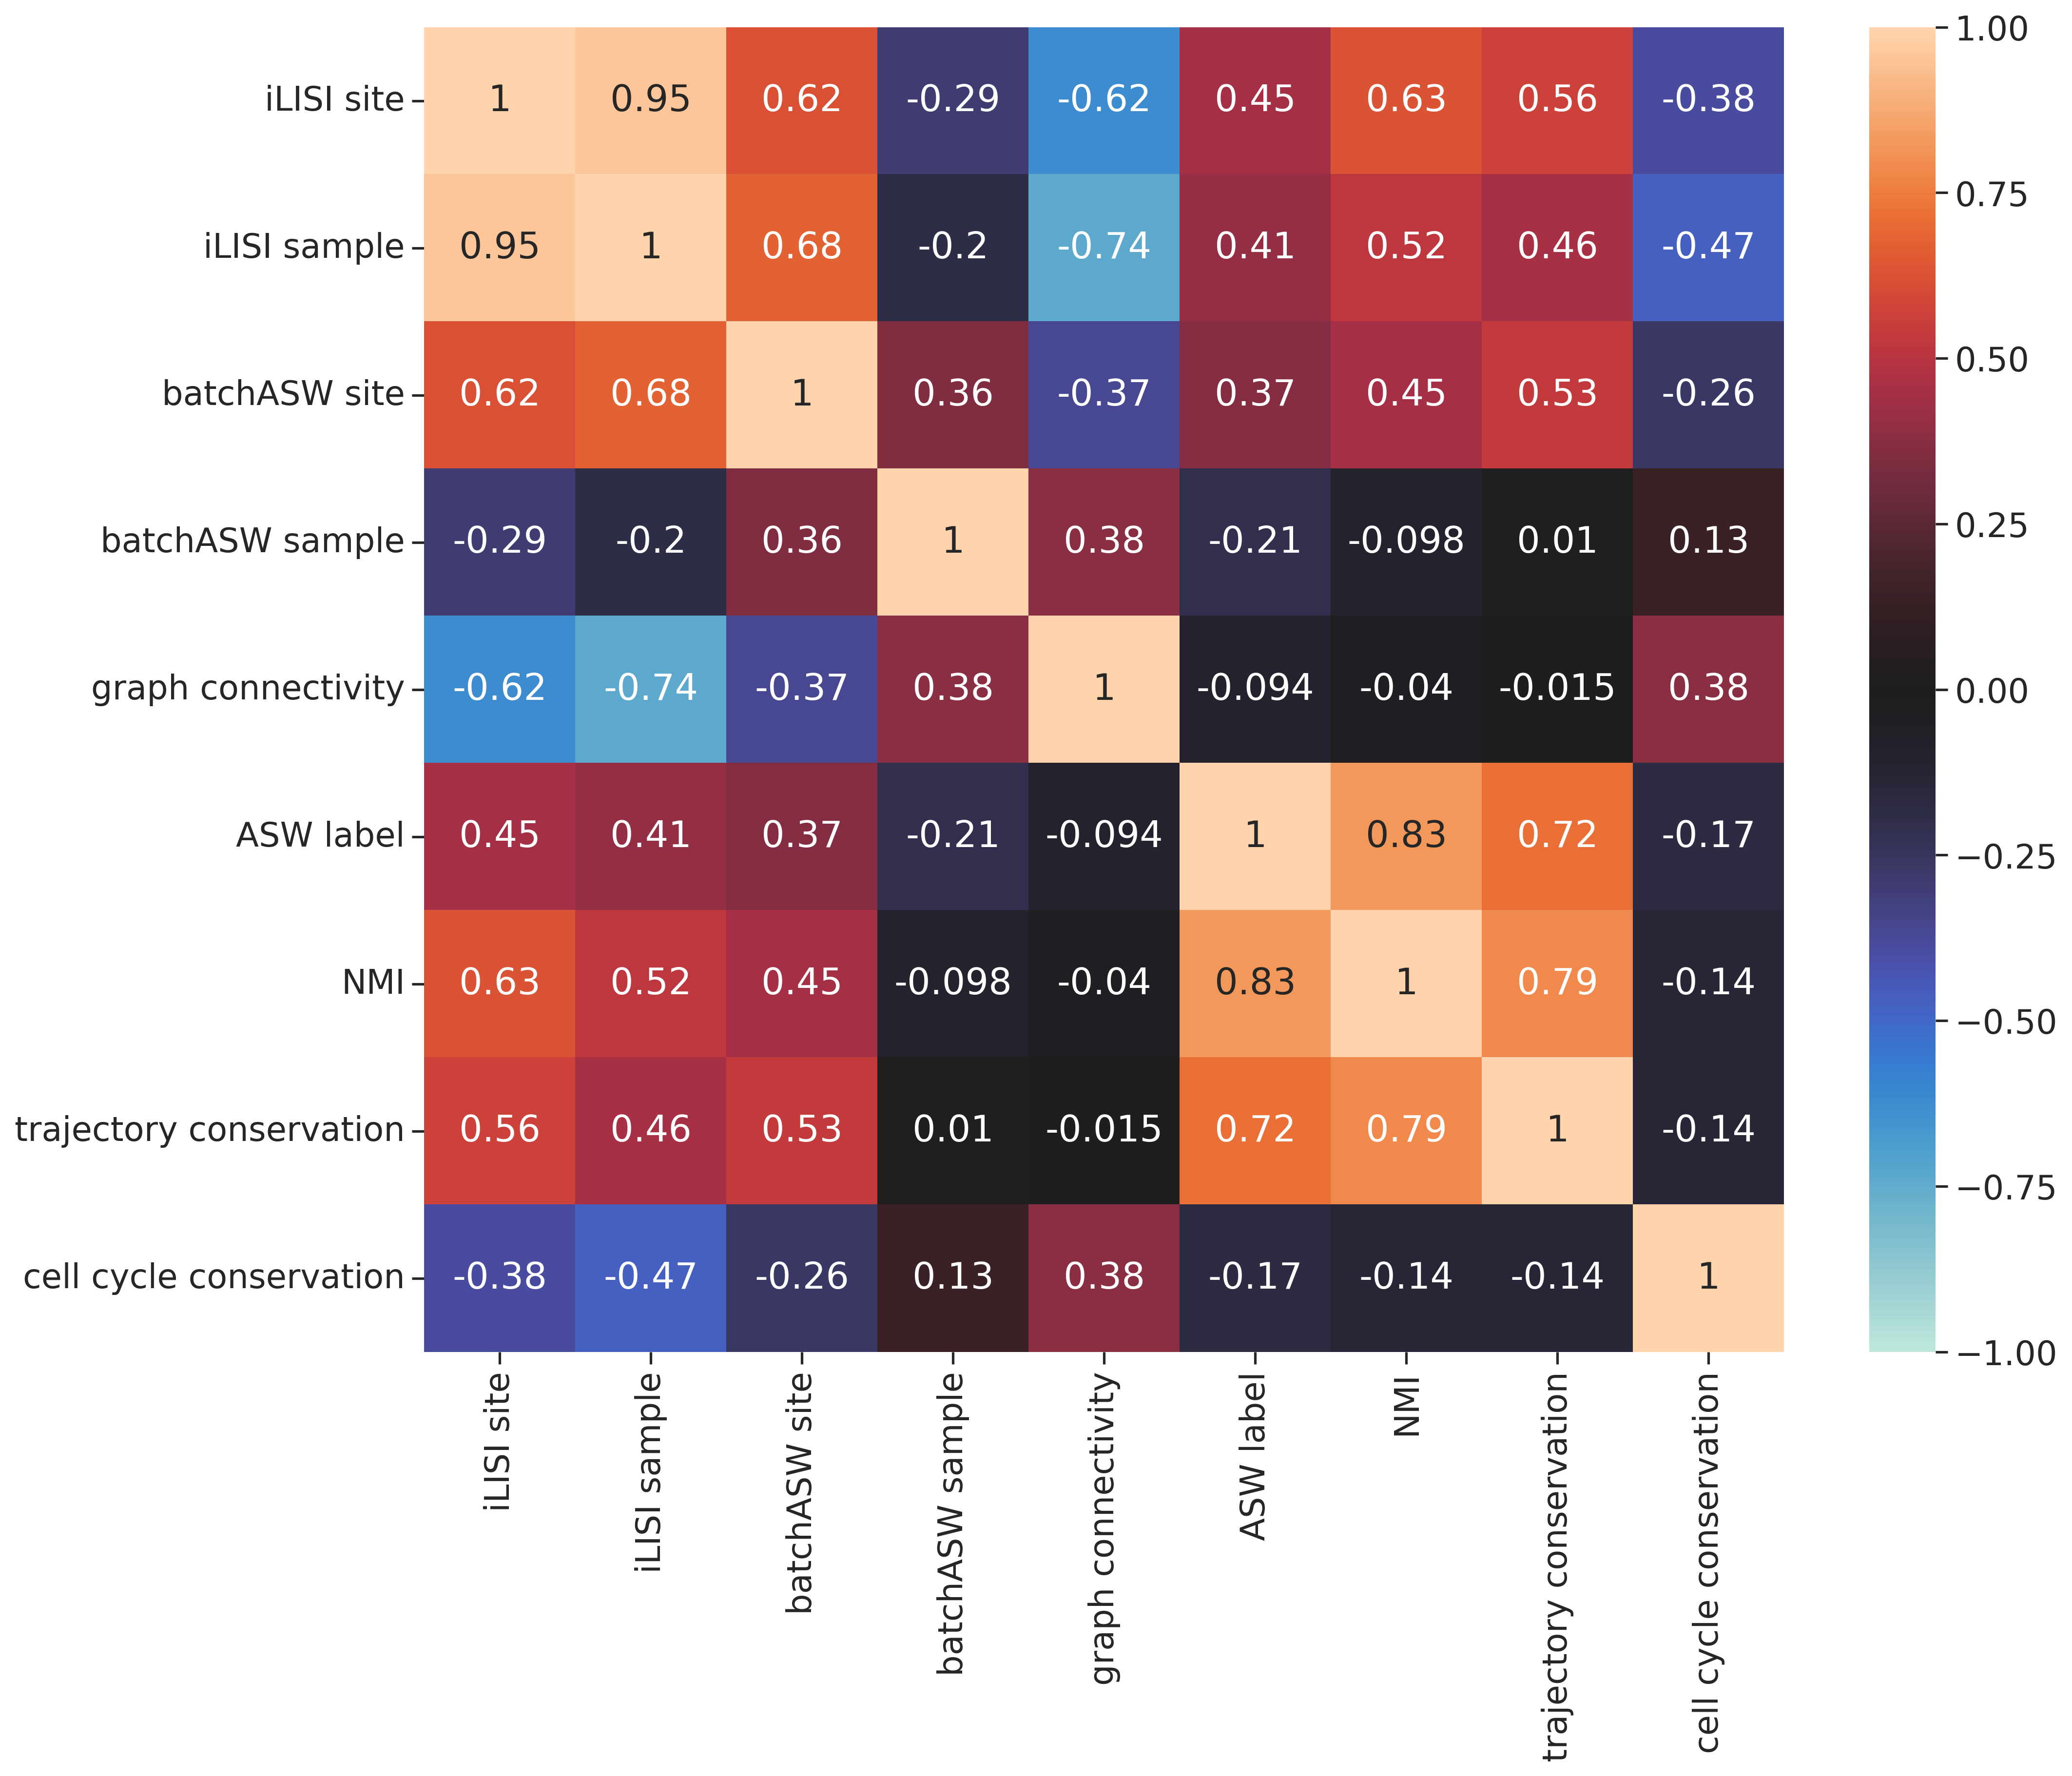 iLISI site 1 0.95 0.62 -0.29 -0.62 0.45 0.63 0.56 -0.38
iLISI sample 0.95 1 0.68 -0.2 -0.74 0.41 0.52 0.46 -0.47
batchASW site 0.62 0.68 1 0.36 -0.37 0.37 0.45 0.53 -0.26
batchASW sample -0.29 -0.2 0.36 1 0.38 -0.21 -0.098 0.01 0.13
graph connectivity -0.62 -0.74 -0.37 0.38 1 -0.094 -0.04 -0.015 0.38
ASW label 0.45 0.41 0.37 -0.21 -0.094 1 0.83 0.72 -0.17
NMI 0.63 0.52 0.45 -0.098 -0.04 0.83 1 0.79 -0.14
trajectory conservation 0.56 0.46 0.53 0.01 -0.015 0.72 0.79 1 -0.14
cell cycle conservation -0.38 -0.47 -0.26 0.13 0.38 -0.17 -0.14 -0.14 1
iLISI site
iLISI sample
batchASW site
batchASW sample
graph connectivity
ASW label
NMI
trajectory conservation
cell cycle conservation
1.00
0.75
0.50
0.25
0.00
−0.25
−0.50
−0.75
−1.00